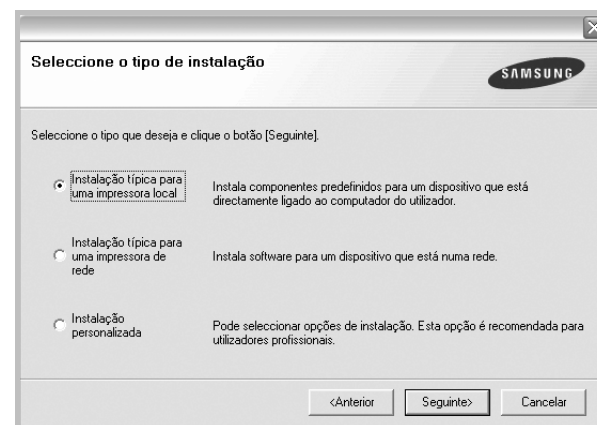 Seleccione o tipo de instalação
SAMSUNG
Seleccione o tipo que deseja e clique o botão [Seguinte].
Instalação típica para
uma impressora local
Instala componentes predefinidos para um dispositivo que está
directamente ligado ao computador do utilizador.
Instalação típica para
uma impressora de
rede
Instala software para um dispositivo que está numa rede.
Instalação
personalizada
Pode seleccionar opções de instalação. Esta opção é recomendada para
utilizadores profissionais.
<Anterior
Seguinte>
Cancelar